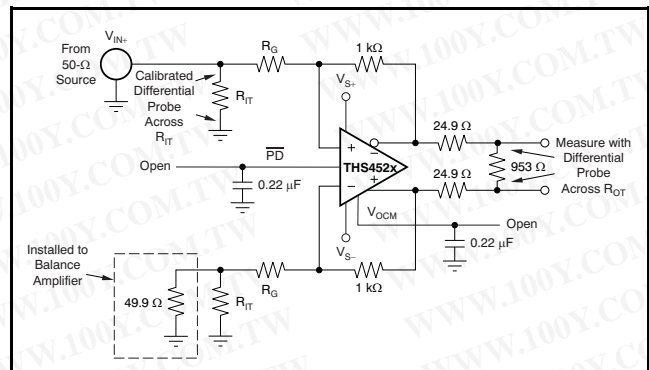 V_IN+
From
50-Ω
Source
Calibrated
Differential
Probe
Across
R_IT
R_IT
R_G
1 kΩ
V_S+
PD
Open
0.22 μF
+
−
−
+
THS452x
24.9 Ω
24.9 Ω
953 Ω
Measure with
Differential
Probe
Across R_OT
V_OCM
Open
0.22 μF
V_S−
Installed to
Balance
Amplifier
49.9 Ω
R_IT
R_G
1 kΩ
WWW.100Y.COM.TW